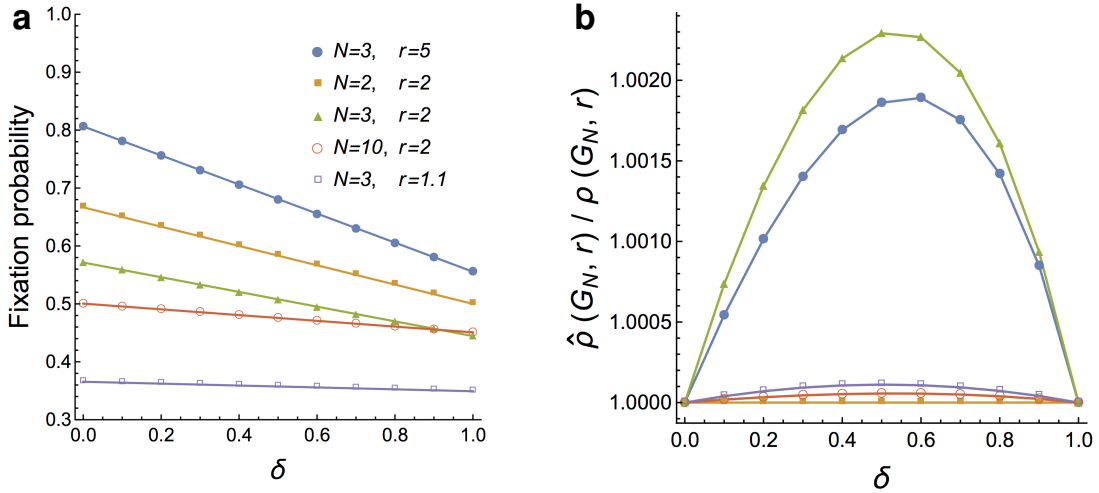 a
Fixation probability
1.0
0.9
0.8
0.7
0.6
0.5
0.4
0.3
N=3, r=5
N=2, r=2
N=3, r=2
N=10, r=2
N=3, r=1.1
0.0 0.2 0.4 0.6 0.8 1.0
δ
b
ρ̂ (G_N, r) / ρ (G_N, r)
1.0020
1.0015
1.0010
1.0005
1.0000
0.0 0.2 0.4 0.6 0.8 1.0
δ